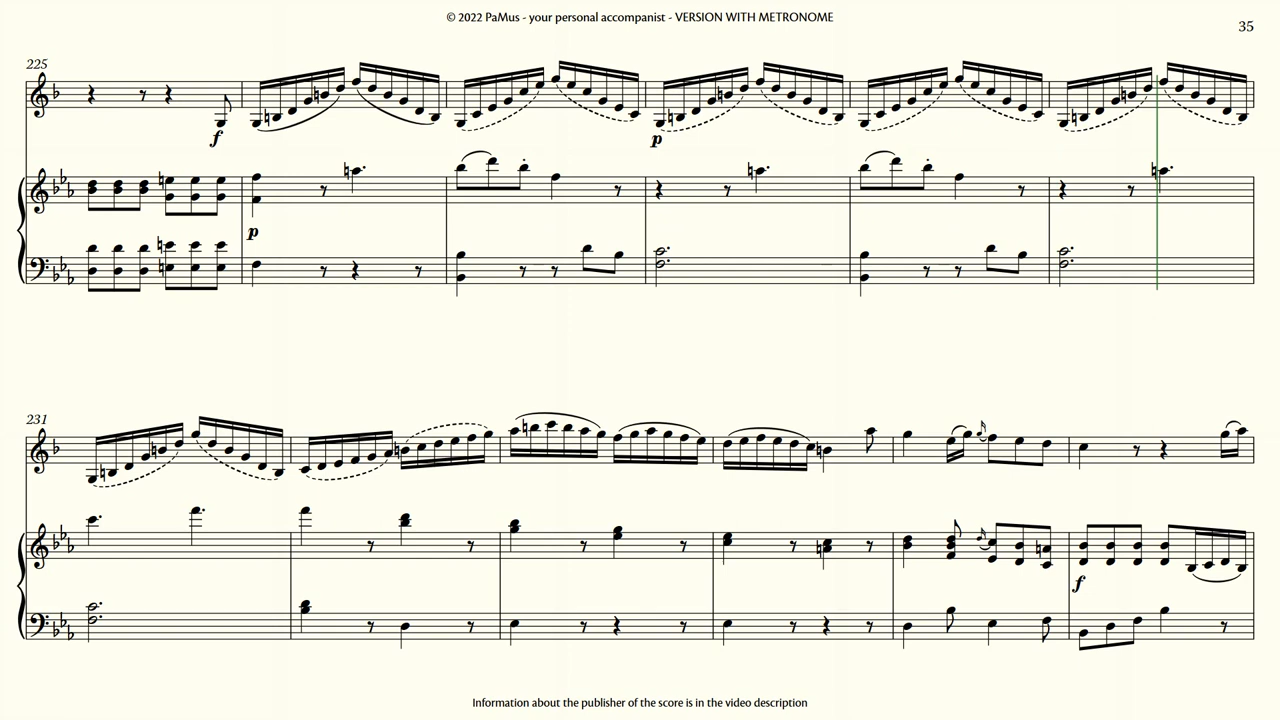 © 2022 PaMus - your personal accompanist - VERSION WITH METRONOME
35
225
f
p
p
231
f
Information about the publisher of the score is in the video description